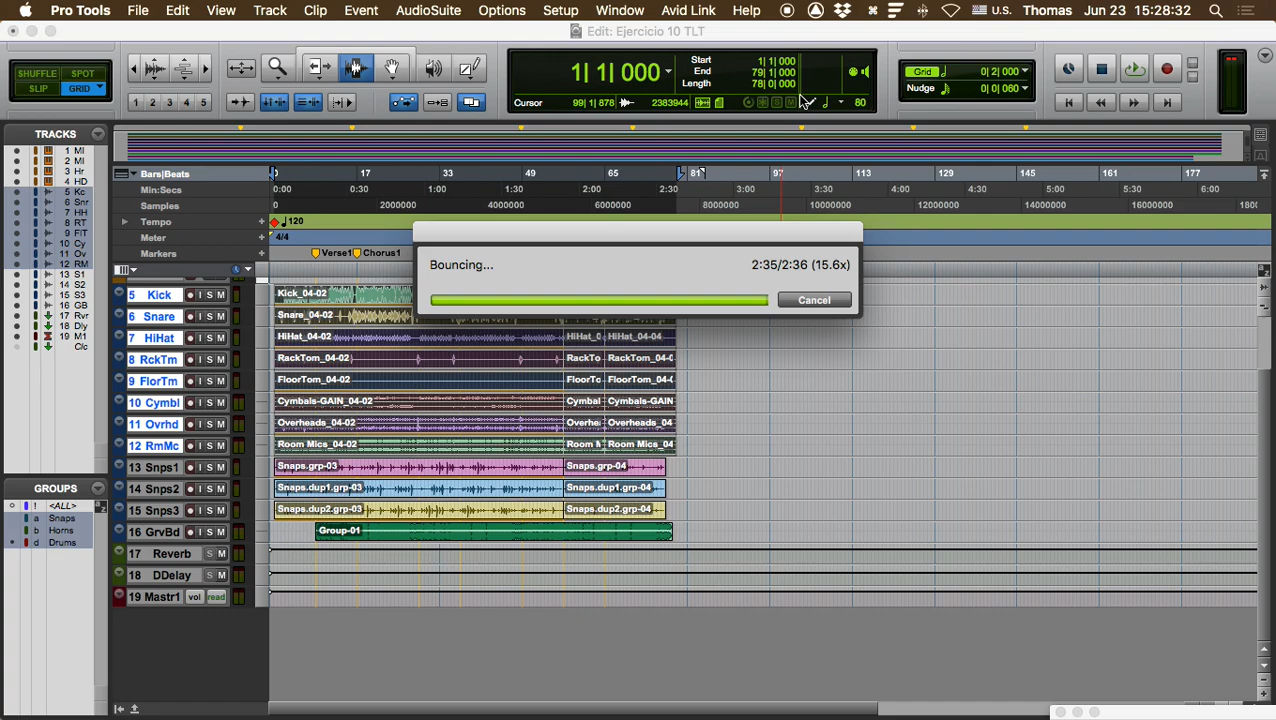 Pro Tools File Edit View Track Clip Event AudioSuite Options Setup Window Avid Link Help U.S. Thomas Jun 23 15:28:32
Edit: Ejercicio 10 TLT
SHUFFLE SPOT
SLIP GRID
1 2 3 4 5
1| 1| 000
Start 1| 1| 000
End 79| 1| 000
Length 78| 0| 000
Cursor 99| 1| 878 2383944 S M 80
Grid 0| 2| 000
Nudge 0| 0| 060
TRACKS
1 MI
2 MI
3 Hr
4 HD
5 Kc
6 Snr
7 HH
8 RT
9 FlT
10 Cy
11 Ov
12 RM
13 S1
14 S2
15 S3
16 GB
17 Rvr
18 Dly
19 M1
Clc
GROUPS
! <ALL>
a Snaps
b Horns
d Drums
Bars|Beats 17 33 49 65 81 97 113 129 145 161 177
Min:Secs 0:00 0:30 1:00 1:30 2:00 2:30 3:00 3:30 4:00 4:30 5:00 5:30 6:00
Samples 0 2000000 4000000 6000000 8000000 10000000 12000000 14000000 16000000
Tempo 120
Meter 4/4
Markers Verse1 Chorus1
Bouncing... 2:35/2:36 (15.6x)
Cancel
5 Kick I S M Kick_04-02
6 Snare I S M Snare_04-02
7 HiHat I S M HiHat_04-02 HiHat_0 HiHat_04-04
8 RckTm I S M RackTom_04-02 RackTo RackTom_04-0
9 FlorTm I S M FloorTom_04-02 FloorTc FloorTom_04-0
10 Cymbl I S M Cymbals-GAIN_04-02 Cymbal Cymbals-GAIN
11 Ovrhd I S M Overheads_04-02 Overhe Overheads_04
12 RmMc I S M Room Mics_04-02 Room M Room Mics_04
13 Snps1 I S M Snaps.grp-03 Snaps.grp-04
14 Snps2 I S M Snaps.dup1.grp-03 Snaps.dup1.grp-04
15 Snps3 I S M Snaps.dup2.grp-03 Snaps.dup2.grp-04
16 GrvBd I S M Group-01
17 Reverb S M
18 DDelay S M
19 Mastr1 vol read